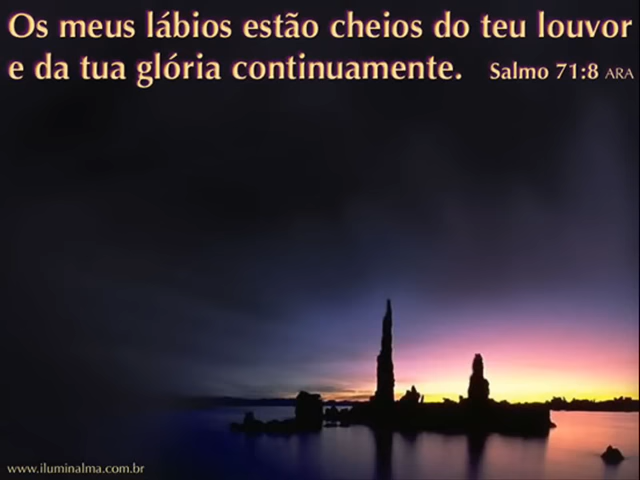 Os meus lábios estão cheios do teu louvor
e da tua glória continuamente. Salmo 71:8 ARA
www.iluminalma.com.br